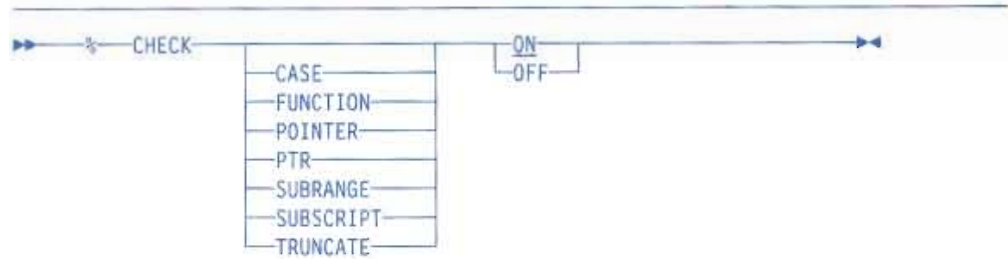 % CHECK ON
CASE OFF
FUNCTION
POINTER
PTR
SUBRANGE
SUBSCRIPT
TRUNCATE